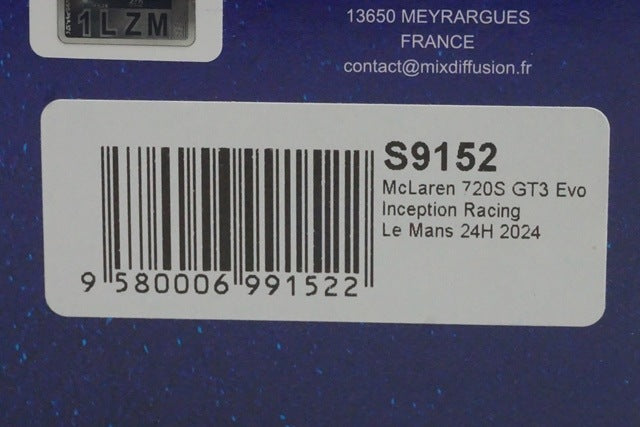 1LZM
13650 MEYRARGUES
FRANCE
contact@mixdiffusion.fr
S9152
McLaren 720S GT3 Evo
Inception Racing
Le Mans 24H 2024
9 580006 991522